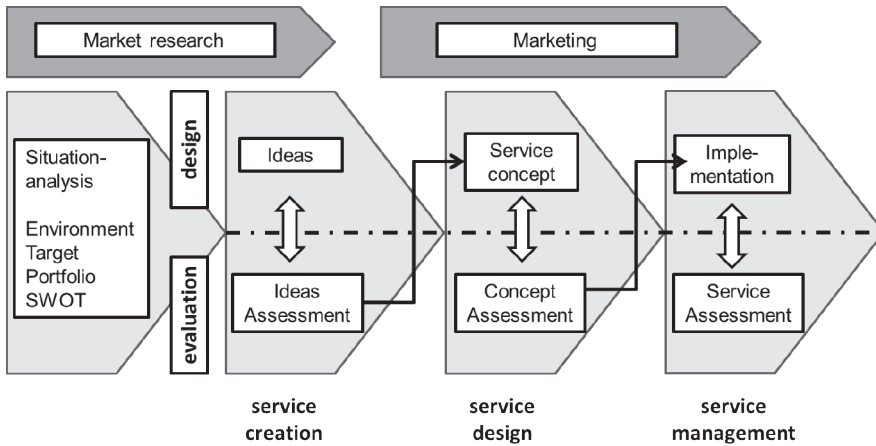 Market research
Marketing
Situation-
analysis
Environment
Target
Portfolio
SWOT
design
evaluation
Ideas
Ideas
Assessment
Service
concept
Concept
Assessment
Imple-
mentation
Service
Assessment
service
creation
service
design
service
management